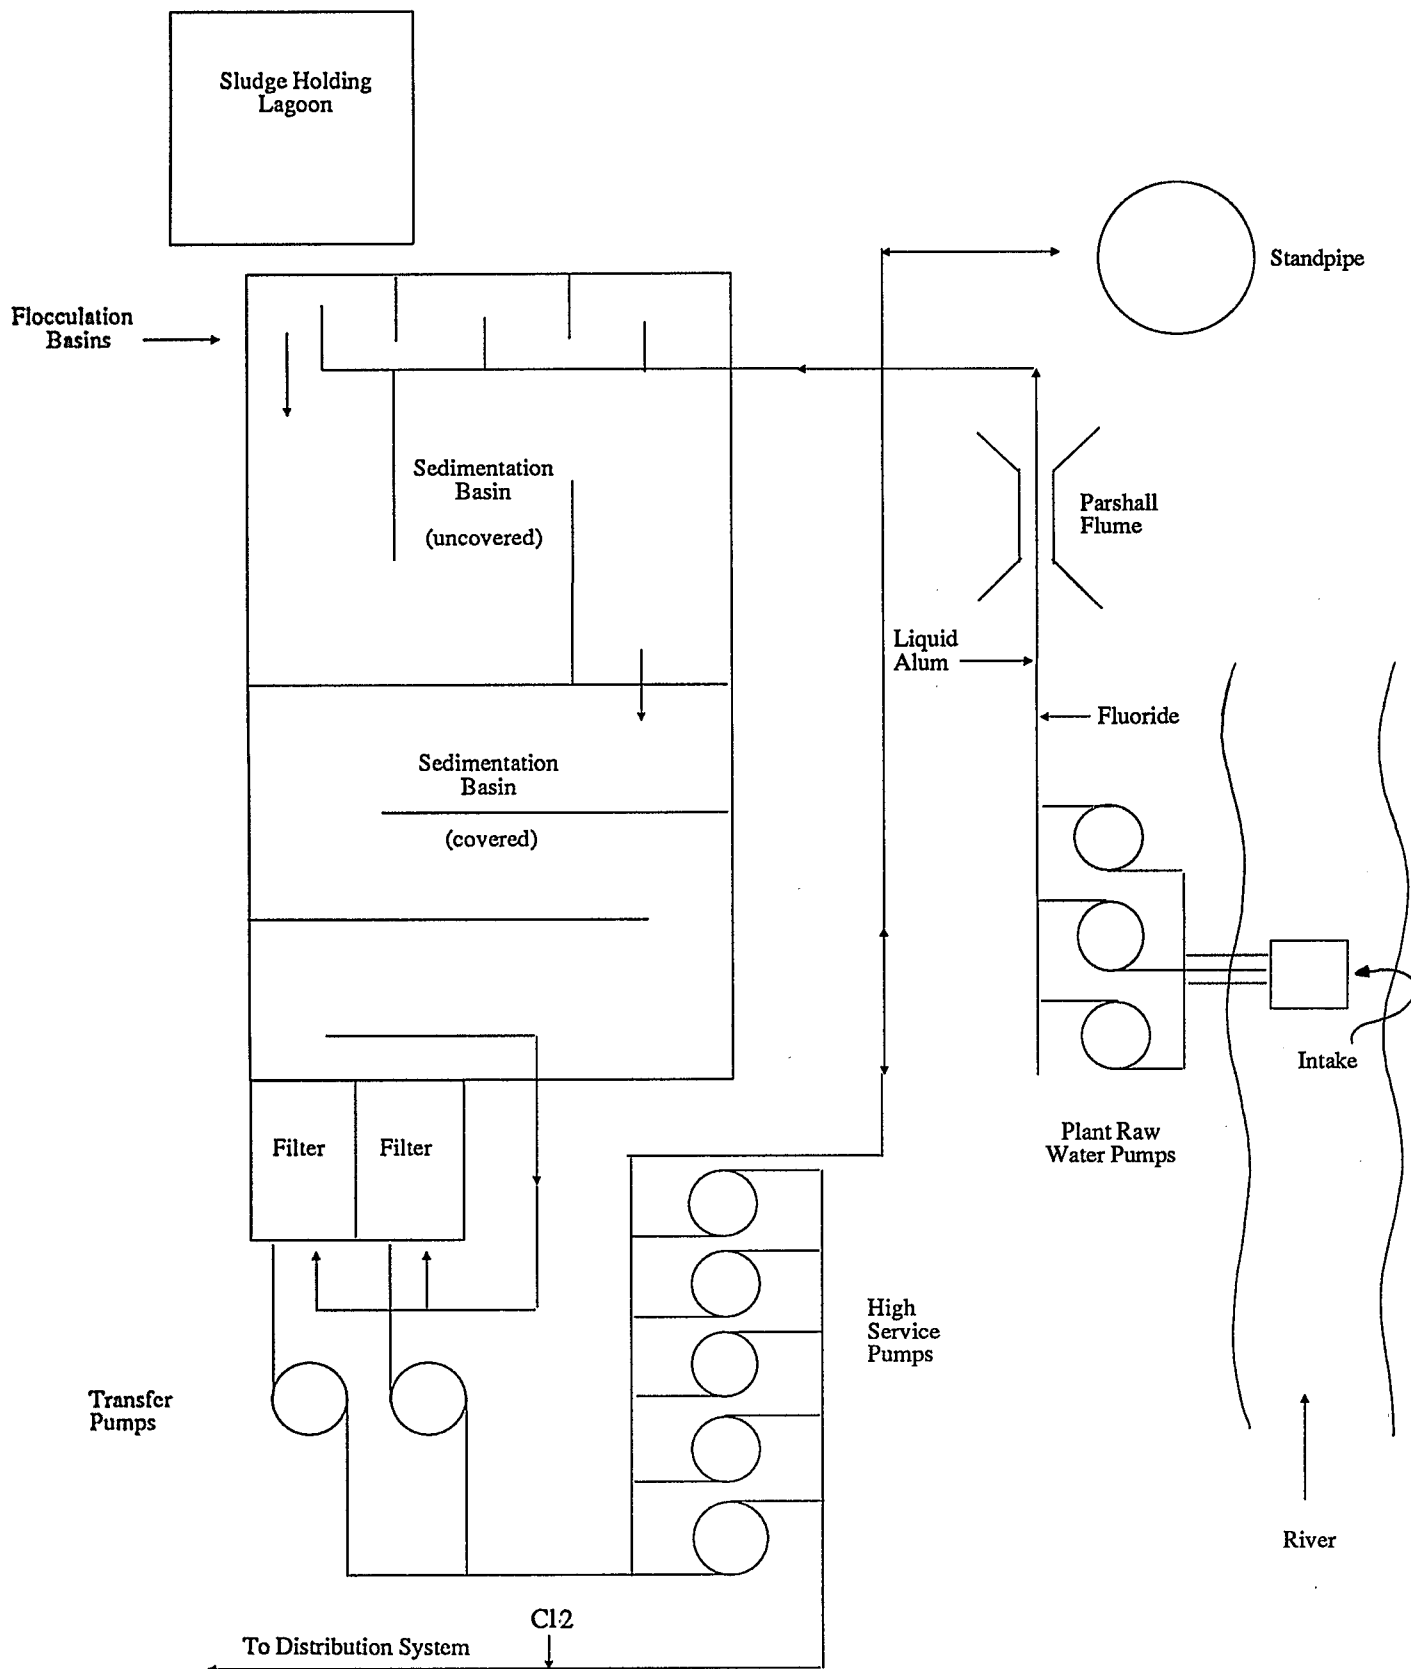 Sludge Holding
Lagoon
Standpipe
Flocculation
Basins
Sedimentation
Basin
(uncovered)
Parshall
Flume
Liquid
Alum
Fluoride
Sedimentation
Basin
(covered)
Intake
Plant Raw
Water Pumps
Filter
Filter
High
Service
Pumps
Transfer
Pumps
River
Cl2
To Distribution System